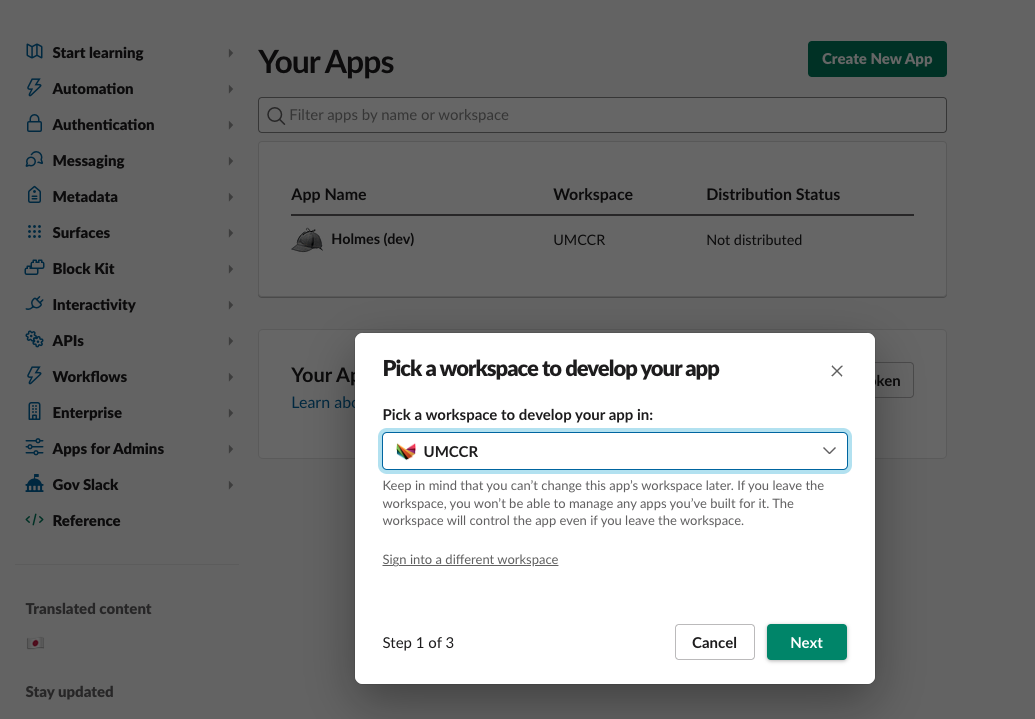 Start learning
Automation
Authentication
Messaging
Metadata
Surfaces
Block Kit
Interactivity
APIs
Workflows
Enterprise
Apps for Admins
Gov Slack
Reference
Translated content
Stay updated
Your Apps
Create New App
Filter apps by name or workspace
App Name Workspace Distribution Status
Holmes (dev) UMCCR Not distributed
Your Ap
Learn abo
ken
Pick a workspace to develop your app
Pick a workspace to develop your app in:
UMCCR
Keep in mind that you can’t change this app’s workspace later. If you leave the
workspace, you won’t be able to manage any apps you’ve built for it. The
workspace will control the app even if you leave the workspace.
Sign into a different workspace
Step 1 of 3
Cancel
Next